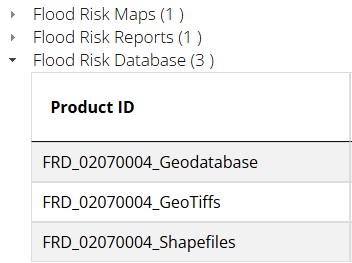 Flood Risk Maps (1 )
Flood Risk Reports (1 )
Flood Risk Database (3 )
Product ID
FRD_02070004_Geodatabase
FRD_02070004_GeoTiffs
FRD_02070004_Shapefiles